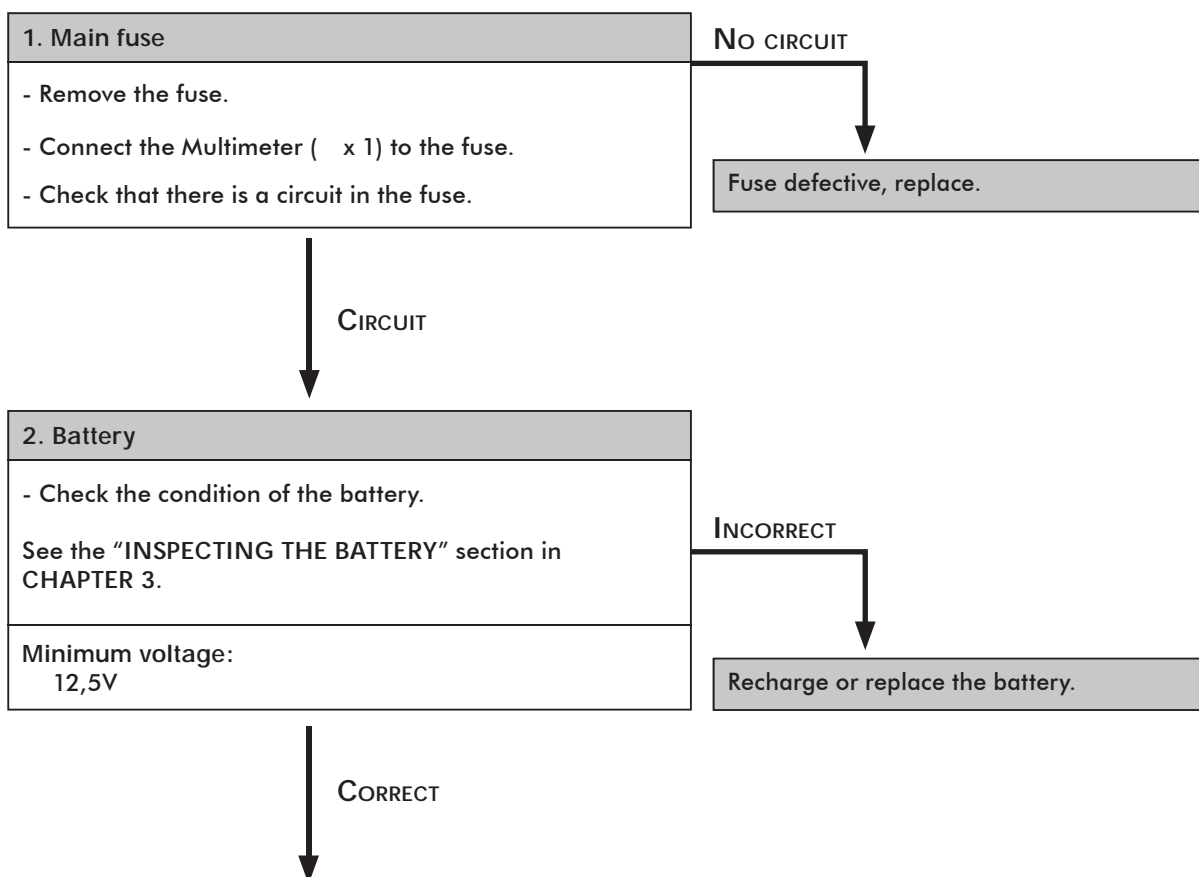 1. Main fuse
NO CIRCUIT
- Remove the fuse.
- Connect the Multimeter (   x 1) to the fuse.
- Check that there is a circuit in the fuse.
Fuse defective, replace.
CIRCUIT
2. Battery
- Check the condition of the battery.
See the “INSPECTING THE BATTERY” section in
CHAPTER 3.
INCORRECT
Minimum voltage:
12,5V
Recharge or replace the battery.
CORRECT